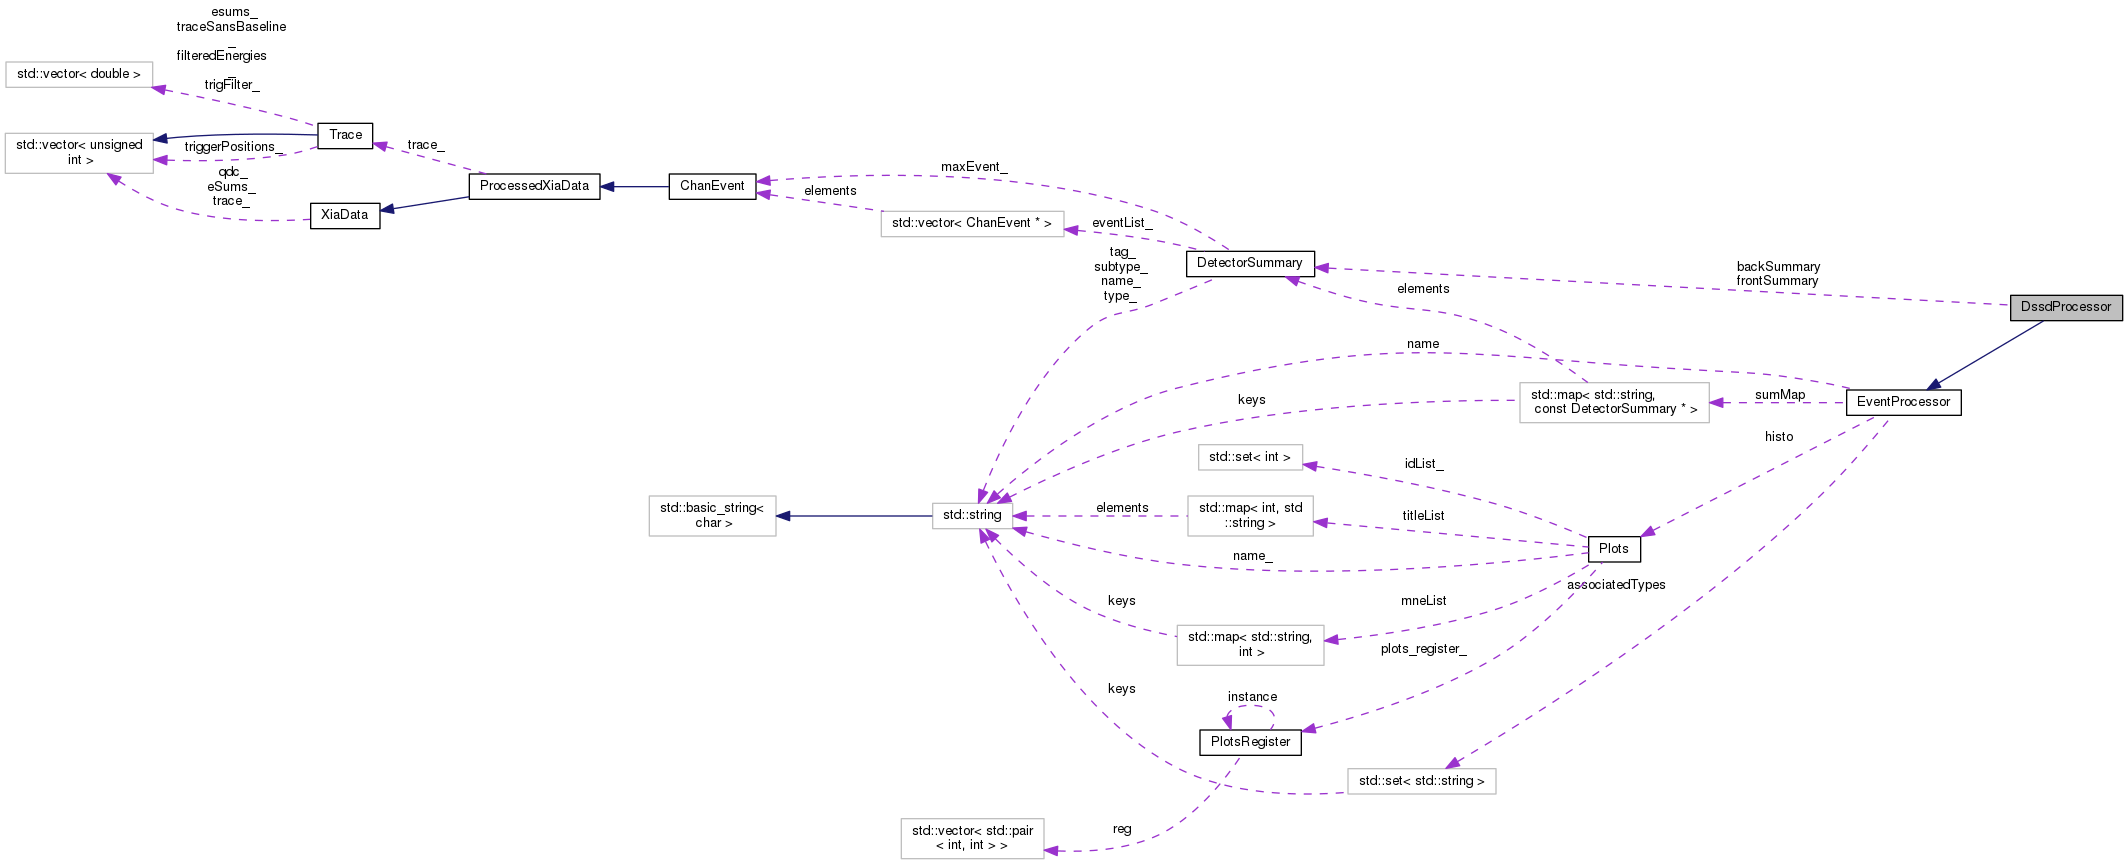 esums_
traceSansBaseline
_
filteredEnergies
_
trigFilter_
std::vector< double >
Trace
std::vector< unsigned
int >
triggerPositions_
trace_
qdc_
eSums_
trace_
XiaData
ProcessedXiaData
ChanEvent
maxEvent_
elements
std::vector< ChanEvent * >
eventList_
tag_
subtype_
name_
type_
DetectorSummary
backSummary
frontSummary
elements
DssdProcessor
name
keys
std::map< std::string,
const DetectorSummary * >
sumMap
EventProcessor
histo
std::set< int >
idList_
std::basic_string<
char >
std::string
elements
std::map< int, std
::string >
titleList
name_
Plots
associatedTypes
keys
mneList
std::map< std::string,
int >
plots_register_
keys
instance
PlotsRegister
std::set< std::string >
reg
std::vector< std::pair
< int, int > >